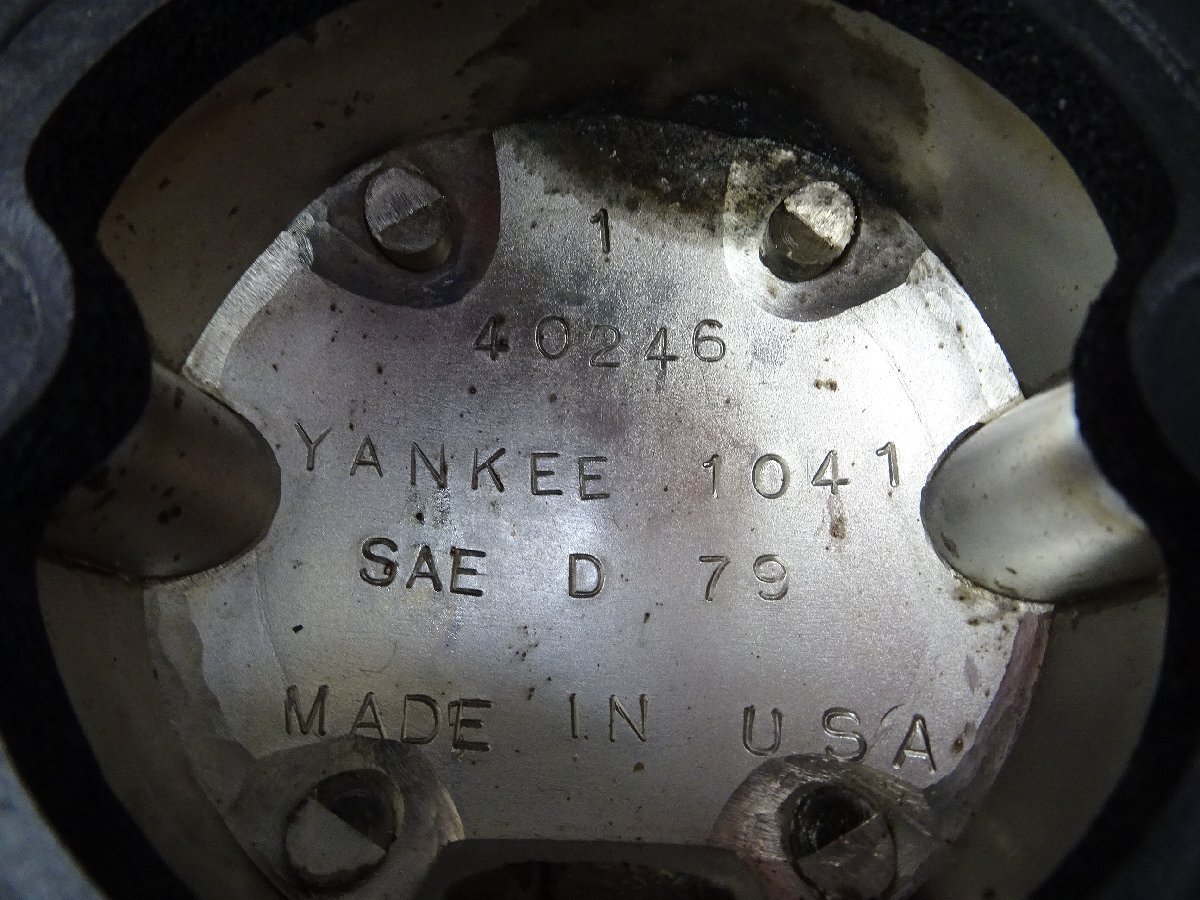 1
40246
YANKEE 1041
SAE D 79
MADE IN USA